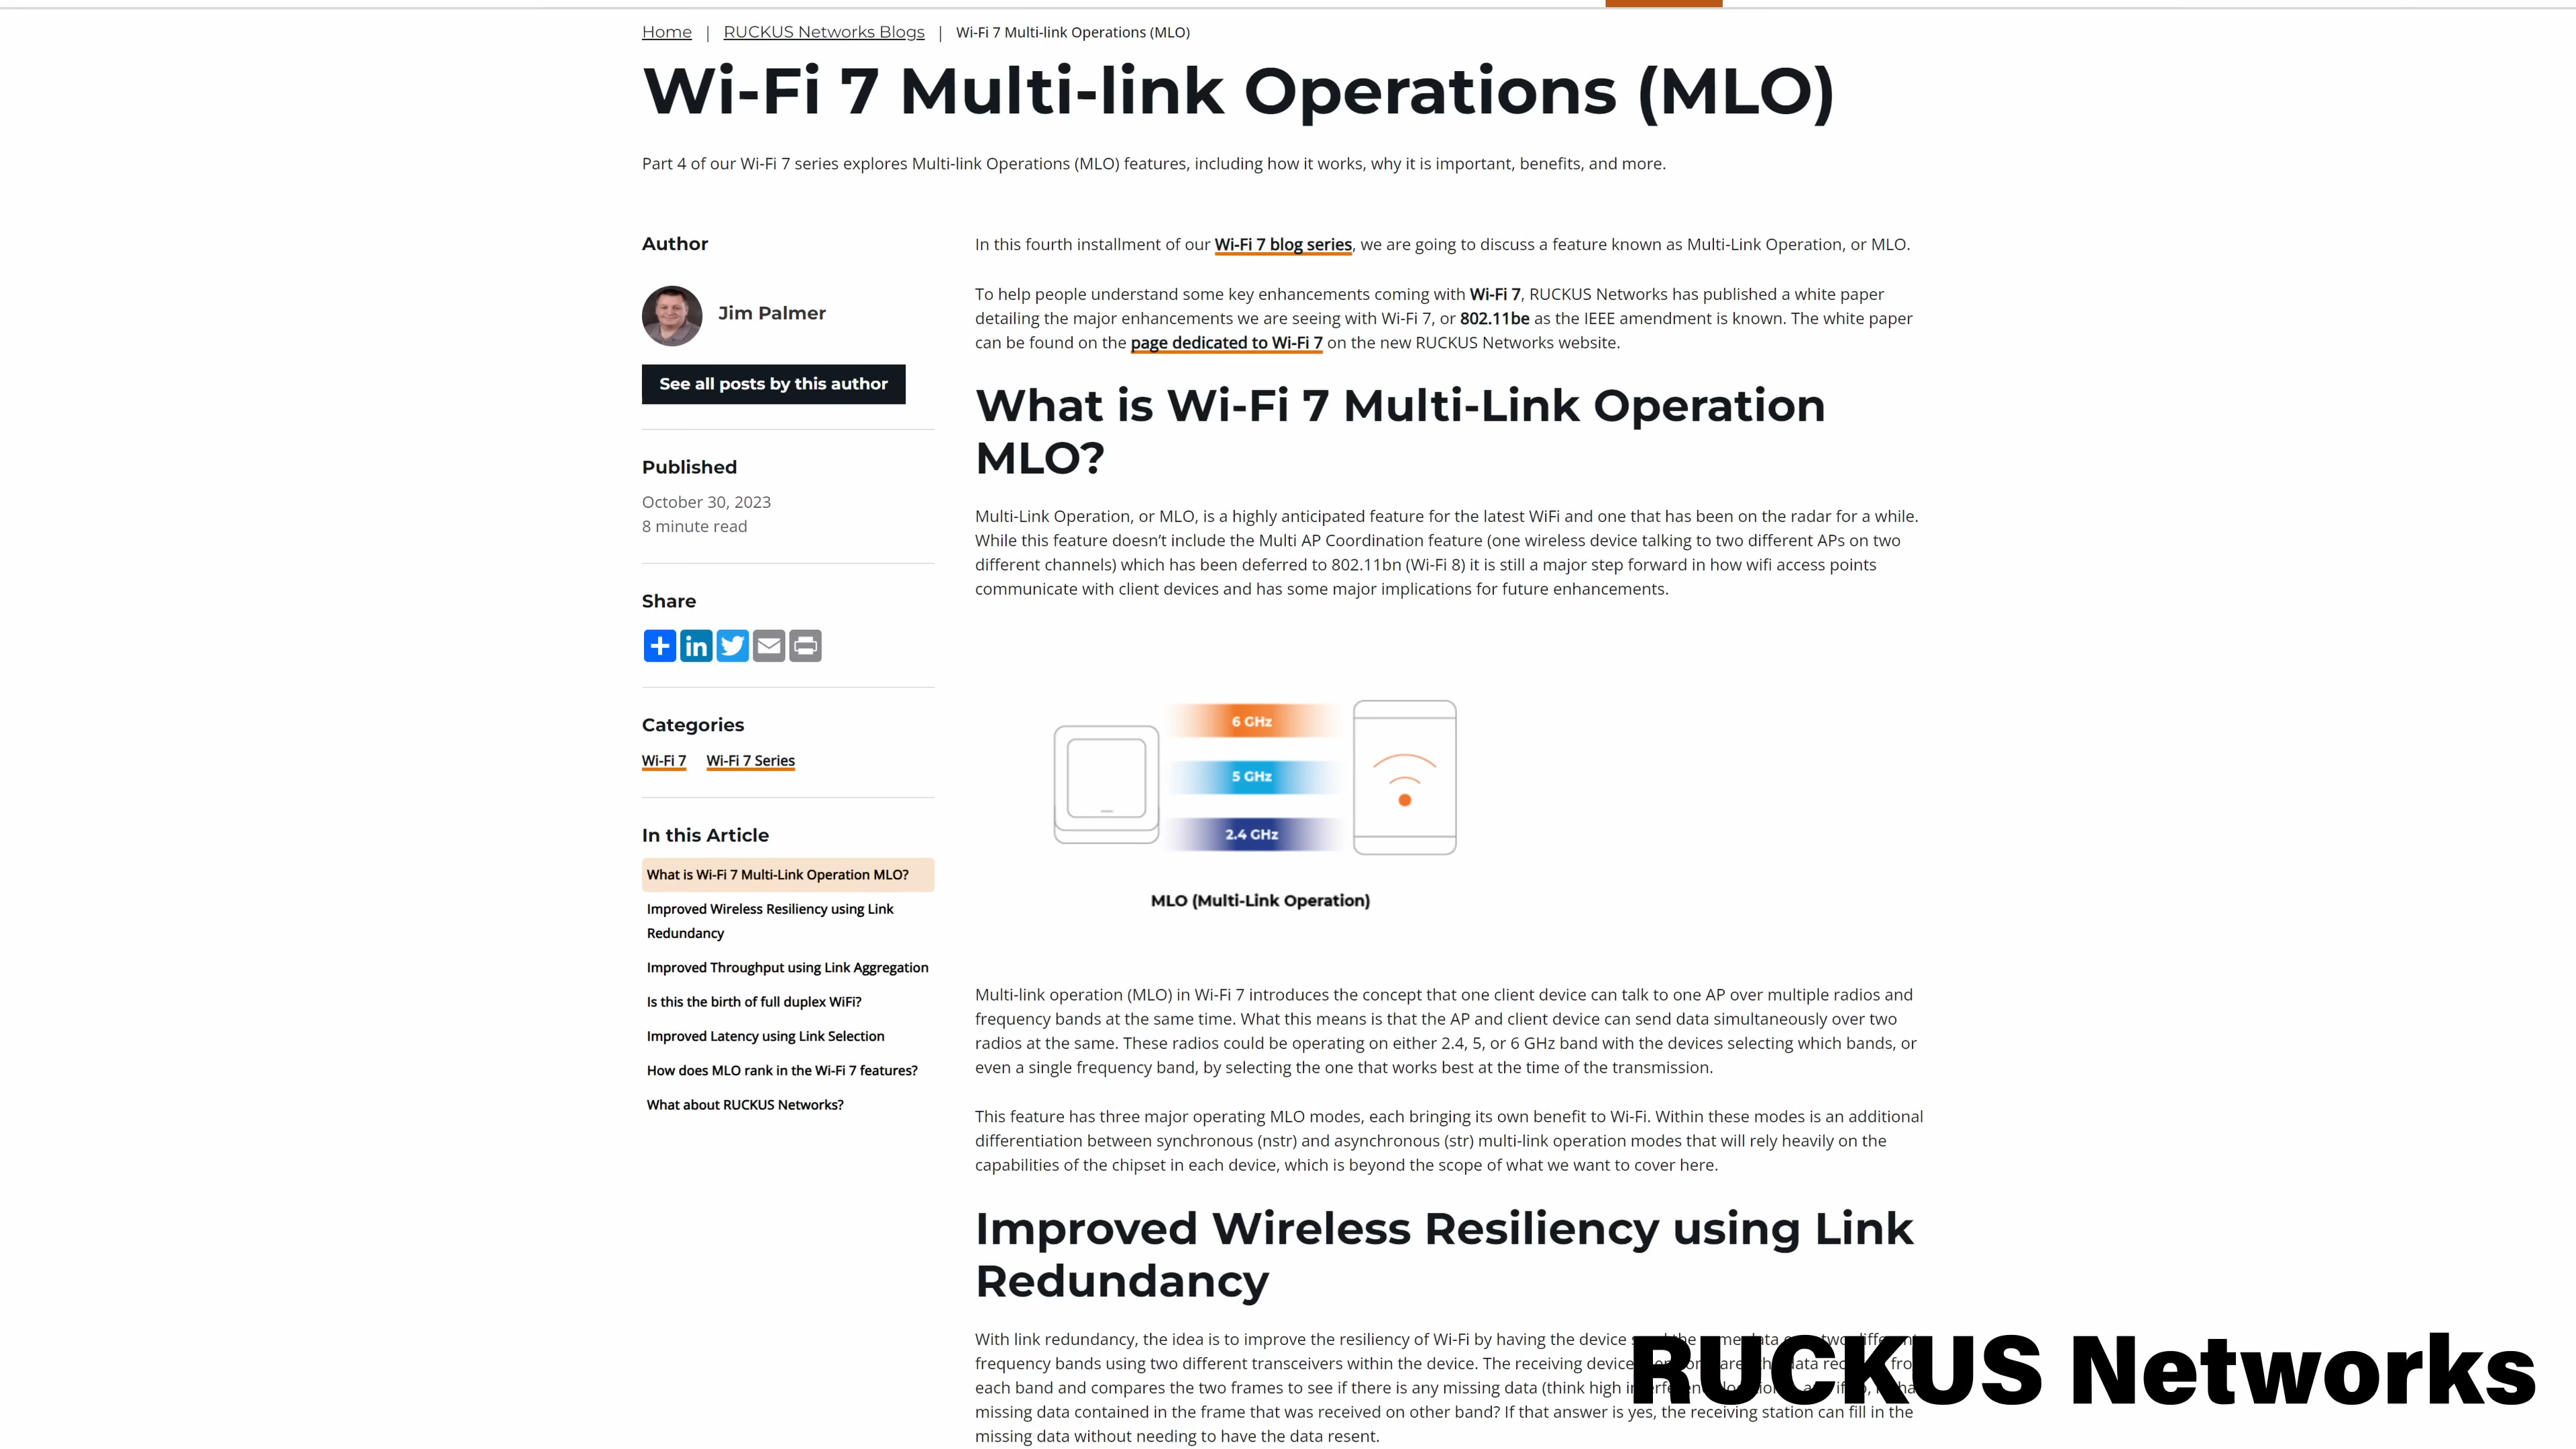 Home | RUCKUS Networks Blogs | Wi-Fi 7 Multi-link Operations (MLO)
Wi-Fi 7 Multi-link Operations (MLO)
Part 4 of our Wi-Fi 7 series explores Multi-link Operations (MLO) features, including how it works, why it is important, benefits, and more.
Author
Jim Palmer
See all posts by this author
Published
October 30, 2023
8 minute read
Share
in
Categories
Wi-Fi 7 Wi-Fi 7 Series
In this Article
What is Wi-Fi 7 Multi-Link Operation MLO?
Improved Wireless Resiliency using Link
Redundancy
Improved Throughput using Link Aggregation
Is this the birth of full duplex WiFi?
Improved Latency using Link Selection
How does MLO rank in the Wi-Fi 7 features?
What about RUCKUS Networks?
In this fourth installment of our Wi-Fi 7 blog series, we are going to discuss a feature known as Multi-Link Operation, or MLO.
To help people understand some key enhancements coming with Wi-Fi 7, RUCKUS Networks has published a white paper
detailing the major enhancements we are seeing with Wi-Fi 7, or 802.11be as the IEEE amendment is known. The white paper
can be found on the page dedicated to Wi-Fi 7 on the new RUCKUS Networks website.
What is Wi-Fi 7 Multi-Link Operation
MLO?
Multi-Link Operation, or MLO, is a highly anticipated feature for the latest WiFi and one that has been on the radar for a while.
While this feature doesn't include the Multi AP Coordination feature (one wireless device talking to two different APs on two
different channels) which has been deferred to 802.11bn (Wi-Fi 8) it is still a major step forward in how wifi access points
communicate with client devices and has some major implications for future enhancements.
6 GHz
5 GHz
2.4 GHz
MLO (Multi-Link Operation)
Multi-link operation (MLO) in Wi-Fi 7 introduces the concept that one client device can talk to one AP over multiple radios and
frequency bands at the same time. What this means is that the AP and client device can send data simultaneously over two
radios at the same. These radios could be operating on either 2.4, 5, or 6 GHz band with the devices selecting which bands, or
even a single frequency band, by selecting the one that works best at the time of the transmission.
This feature has three major operating MLO modes, each bringing its own benefit to Wi-Fi. Within these modes is an additional
differentiation between synchronous (nstr) and asynchronous (str) multi-link operation modes that will rely heavily on the
capabilities of the chipset in each device, which is beyond the scope of what we want to cover here.
Improved Wireless Resiliency using Link
Redundancy
With link redundancy, the idea is to improve the resiliency of Wi-Fi by having the device
frequency bands using two different transceivers within the device. The receiving device
each band and compares the two frames to see if there is any missing data (think high
missing data contained in the frame that was received on other band? If that answer is yes, the receiving station can fill in the
missing data without needing to have the data resent.
RUCKUS Networks